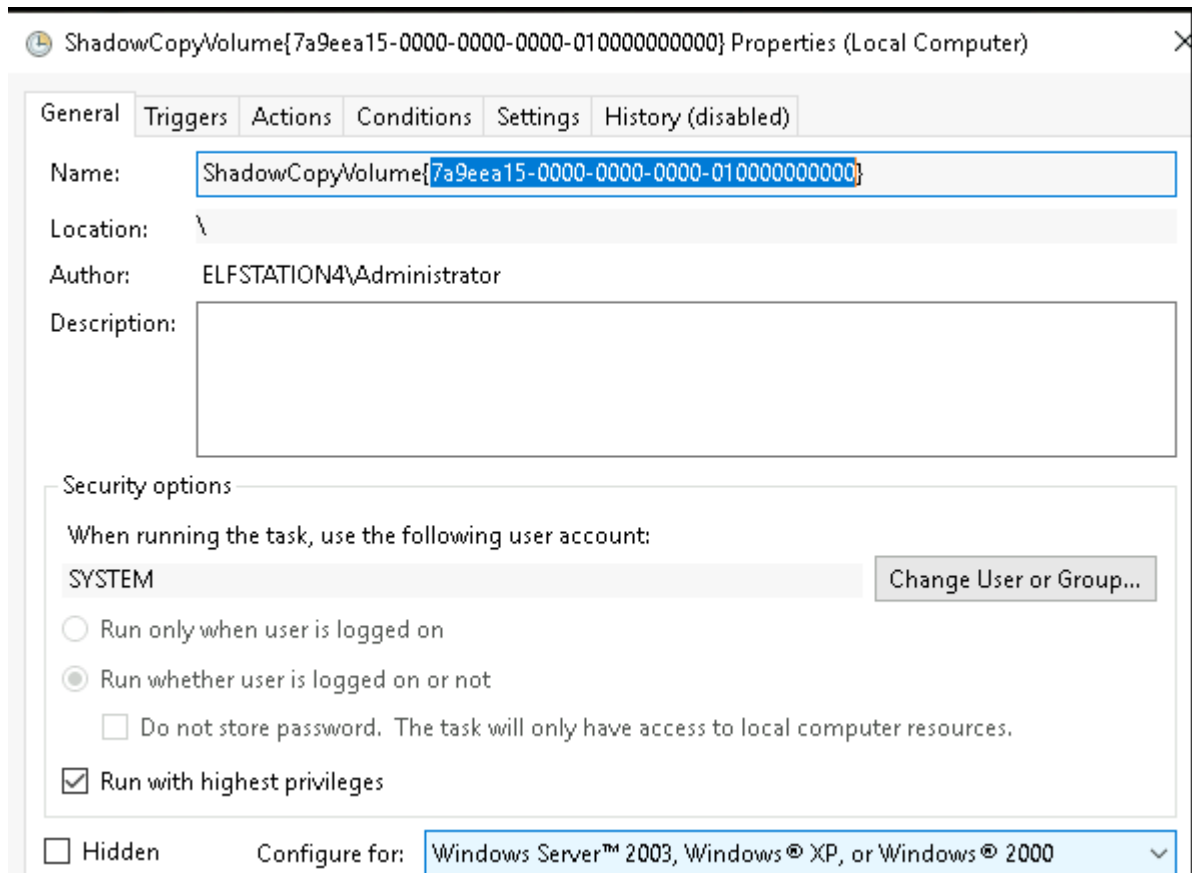 ShadowCopyVolume{7a9eea15-0000-0000-0000-010000000000} Properties (Local Computer)
General Triggers Actions Conditions Settings History (disabled)
Name: ShadowCopyVolume{7a9eea15-0000-0000-0000-010000000000}
Location: \
Author: ELFSTATION4\Administrator
Description:
Security options
When running the task, use the following user account:
SYSTEM Change User or Group...
Run only when user is logged on
Run whether user is logged on or not
Do not store password. The task will only have access to local computer resources.
Run with highest privileges
Hidden Configure for: Windows Server™ 2003, Windows® XP, or Windows® 2000